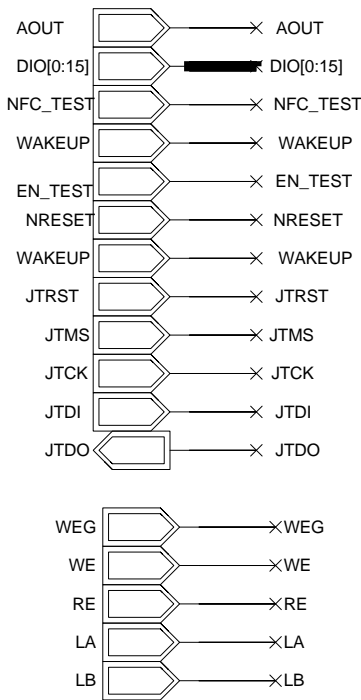 AOUT AOUT
DIO[0:15] DIO[0:15]
NFC_TEST NFC_TEST
WAKEUP WAKEUP
EN_TEST EN_TEST
NRESET NRESET
WAKEUP WAKEUP
JTRST JTRST
JTMS JTMS
JTCK JTCK
JTDI JTDI
JTDO JTDO
WEG WEG
WE WE
RE RE
LA LA
LB LB